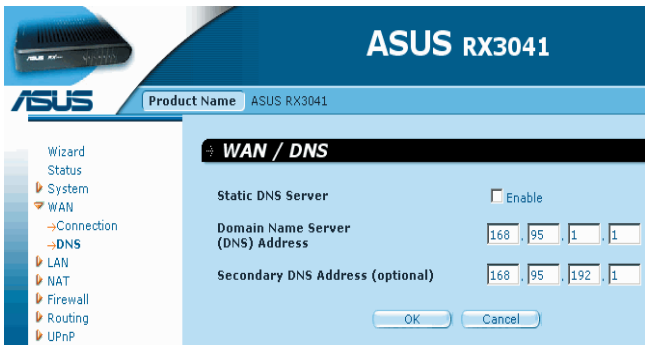 ASUS RX3041
ASUS
Product Name ASUS RX3041
Wizard
Status
System
WAN
Connection
DNS
LAN
NAT
Firewall
Routing
UPnP
WAN / DNS
Static DNS Server Enable
Domain Name Server
(DNS) Address 168 . 95 . 1 . 1
Secondary DNS Address (optional) 168 . 95 . 192 . 1
OK Cancel